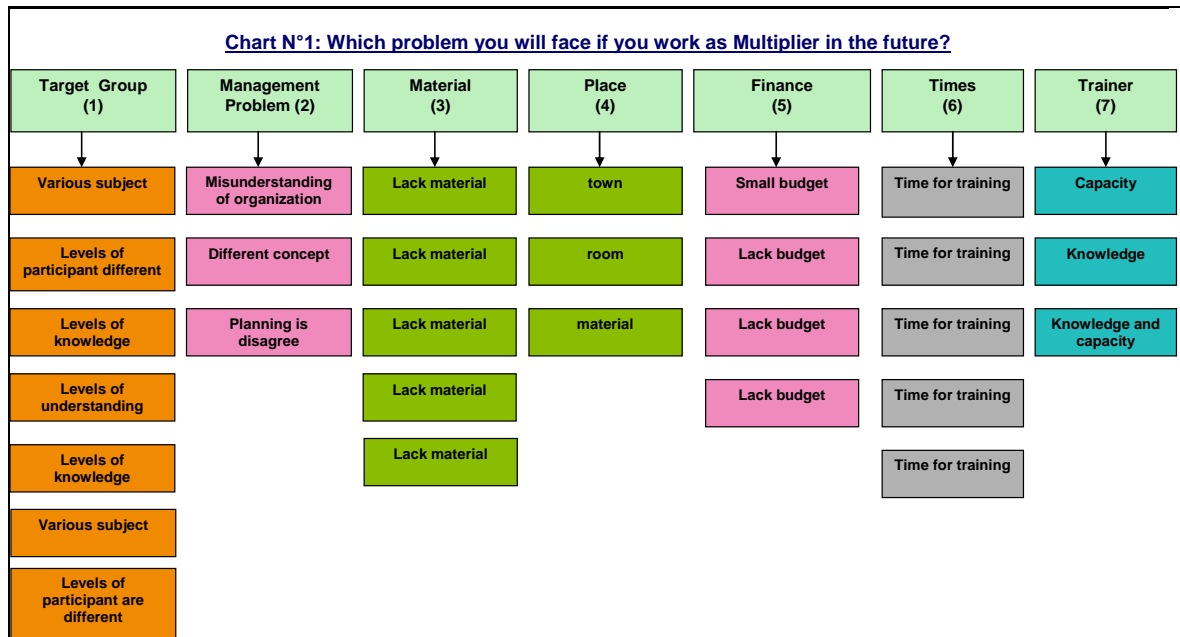 Chart N°1: Which problem you will face if you work as Multiplier in the future?
Target Group
(1)
Management
Problem (2)
Material
(3)
Place
(4)
Finance
(5)
Times
(6)
Trainer
(7)
Various subject
Misunderstanding
of organization
Lack material
town
Small budget
Time for training
Capacity
Levels of
participant different
Different concept
Lack material
room
Lack budget
Time for training
Knowledge
Levels of
knowledge
Planning is
disagree
Lack material
material
Lack budget
Time for training
Knowledge and
capacity
Levels of
understanding
Lack material
Lack budget
Time for training
Levels of
knowledge
Lack material
Time for training
Various subject
Levels of
participant are
different